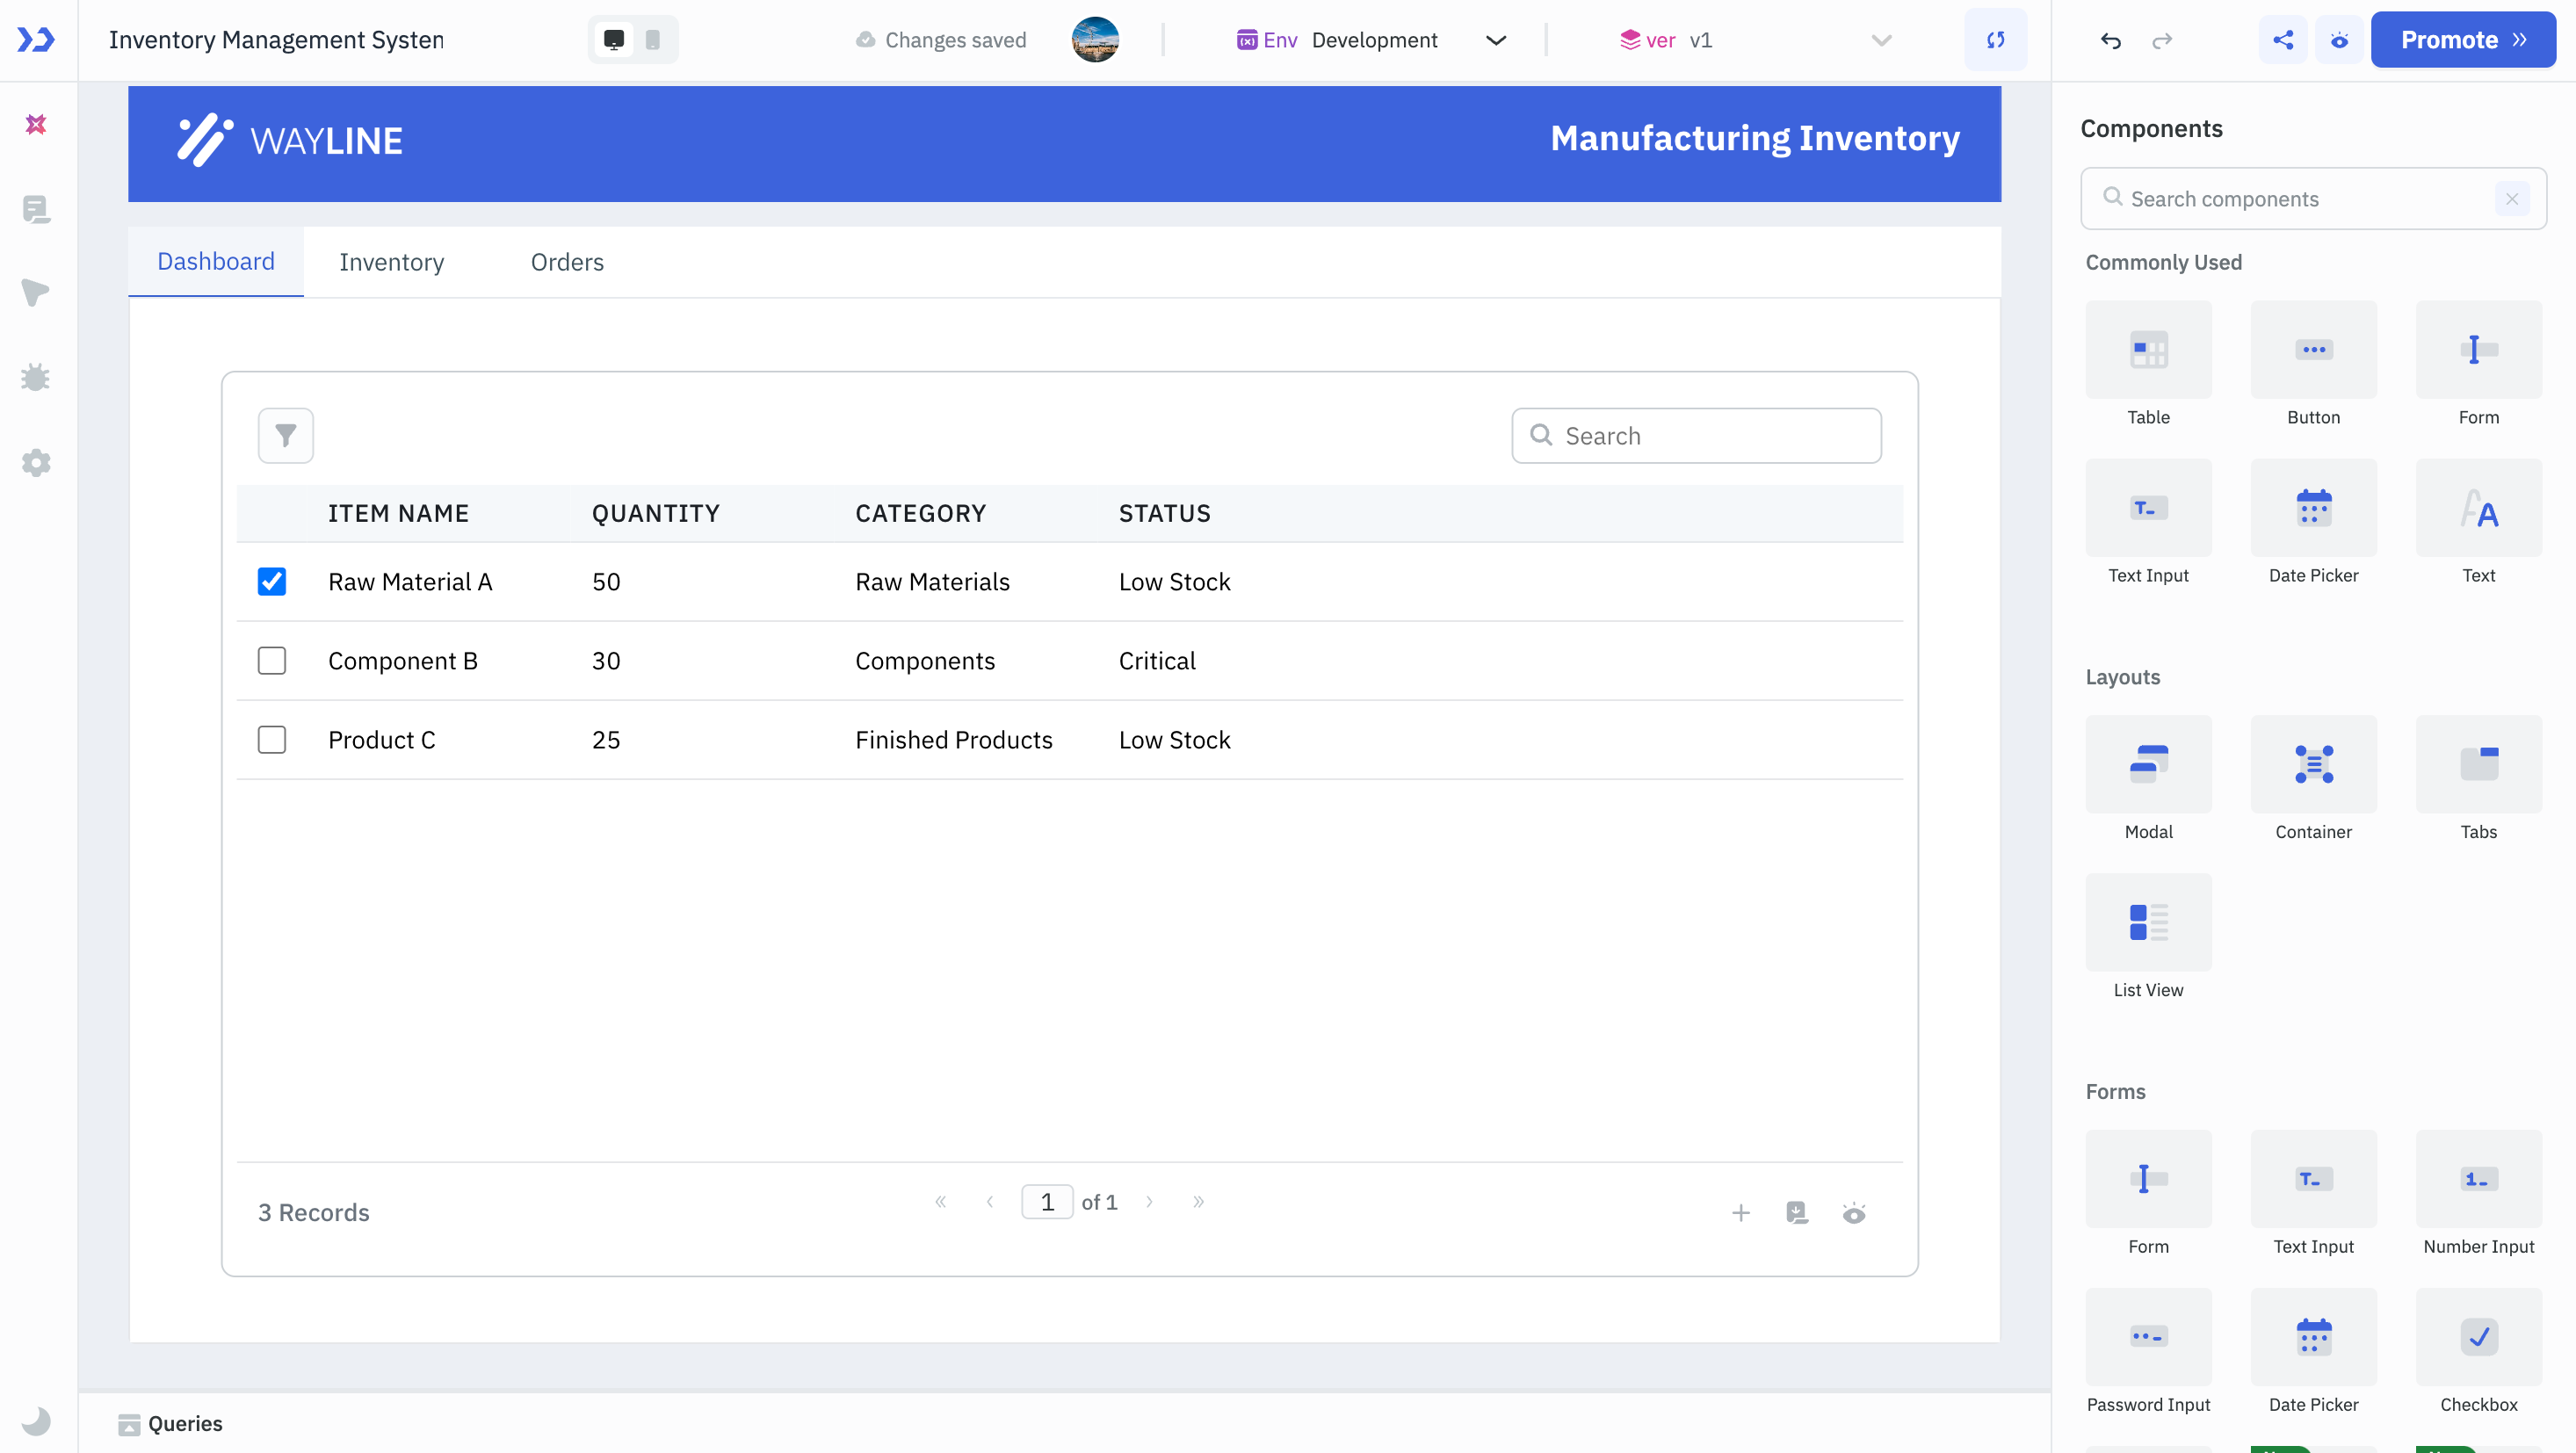 Inventory Management System
Changes saved
Env Development
ver v1
Promote
WAYLINE
Manufacturing Inventory
Dashboard Inventory Orders
Search
ITEM NAME QUANTITY CATEGORY STATUS
Raw Material A 50 Raw Materials Low Stock
Component B 30 Components Critical
Product C 25 Finished Products Low Stock
3 Records
1 of 1
Queries
Components
Search components
Commonly Used
Table Button Form
Text Input Date Picker Text
Layouts
Modal Container Tabs
List View
Forms
Form Text Input Number Input
Password Input Date Picker Checkbox